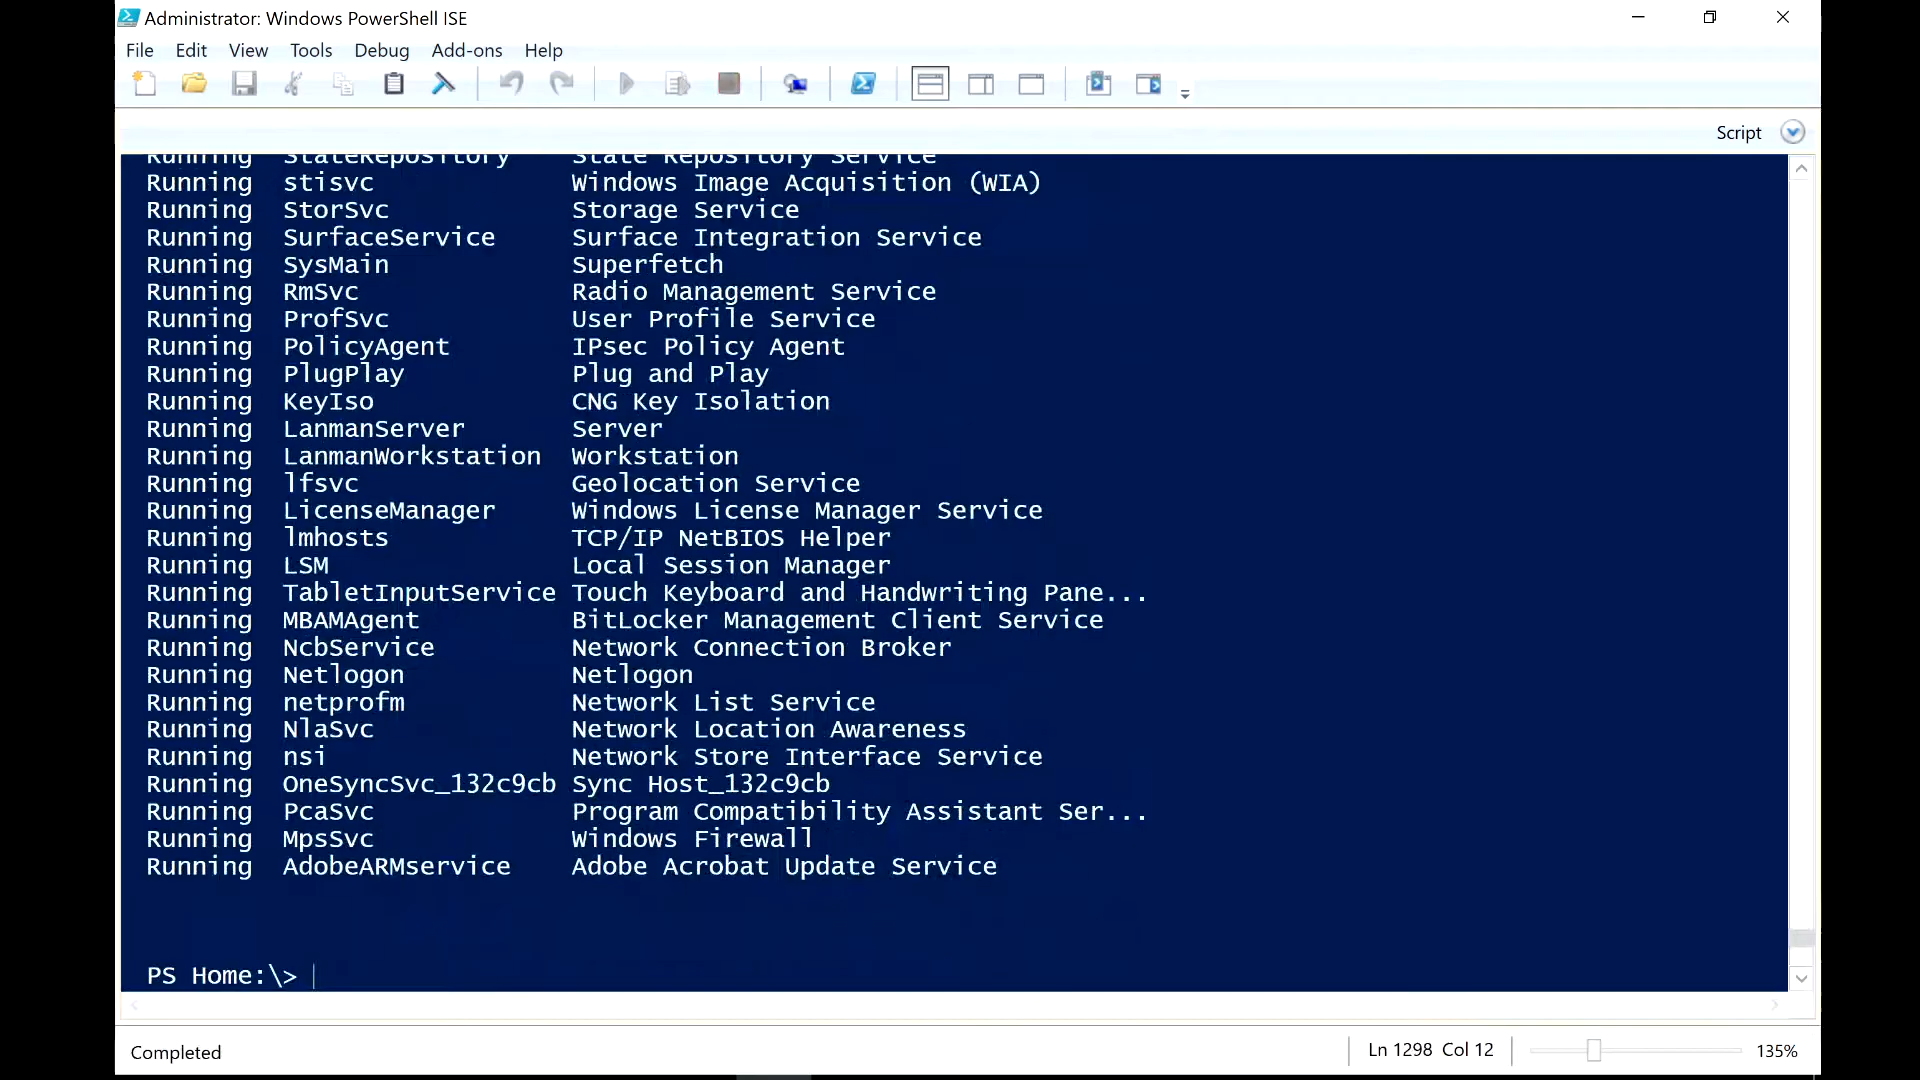 Administrator: Windows PowerShell ISE
File Edit View Tools Debug Add-ons Help
Script
Running StateRepository State Repository Service
Running stisvc Windows Image Acquisition (WIA)
Running StorSvc Storage Service
Running SurfaceService Surface Integration Service
Running SysMain Superfetch
Running RmSvc Radio Management Service
Running ProfSvc User Profile Service
Running PolicyAgent IPsec Policy Agent
Running PlugPlay Plug and Play
Running KeyIso CNG Key Isolation
Running LanmanServer Server
Running LanmanWorkstation Workstation
Running lfsvc Geolocation Service
Running LicenseManager Windows License Manager Service
Running lmhosts TCP/IP NetBIOS Helper
Running LSM Local Session Manager
Running TabletInputService Touch Keyboard and Handwriting Pane...
Running MBAMAgent BitLocker Management Client Service
Running NcbService Network Connection Broker
Running Netlogon Netlogon
Running netprofm Network List Service
Running NlaSvc Network Location Awareness
Running nsi Network Store Interface Service
Running OneSyncSvc_132c9cb Sync Host_132c9cb
Running PcaSvc Program Compatibility Assistant Ser...
Running MpsSvc Windows Firewall
Running AdobeARMservice Adobe Acrobat Update Service
PS Home:\>
Completed Ln 1298 Col 12 135%